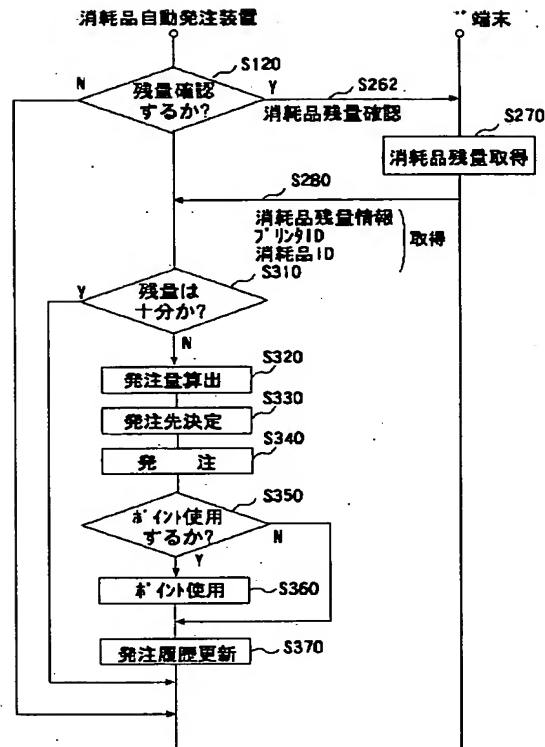 消耗品自動発注装置
端末
S120
N
残量確認
するか?
Y
S262
消耗品残量確認
S270
消耗品残量取得
S280
消耗品残量情報
プリンタID
消耗品ID
取得
S310
Y
残量は
十分か?
N
S320
発注量算出
S330
発注先決定
S340
発 注
S350
ポイント使用
するか?
N
Y
ポイント使用
S360
発注履歴更新
S370